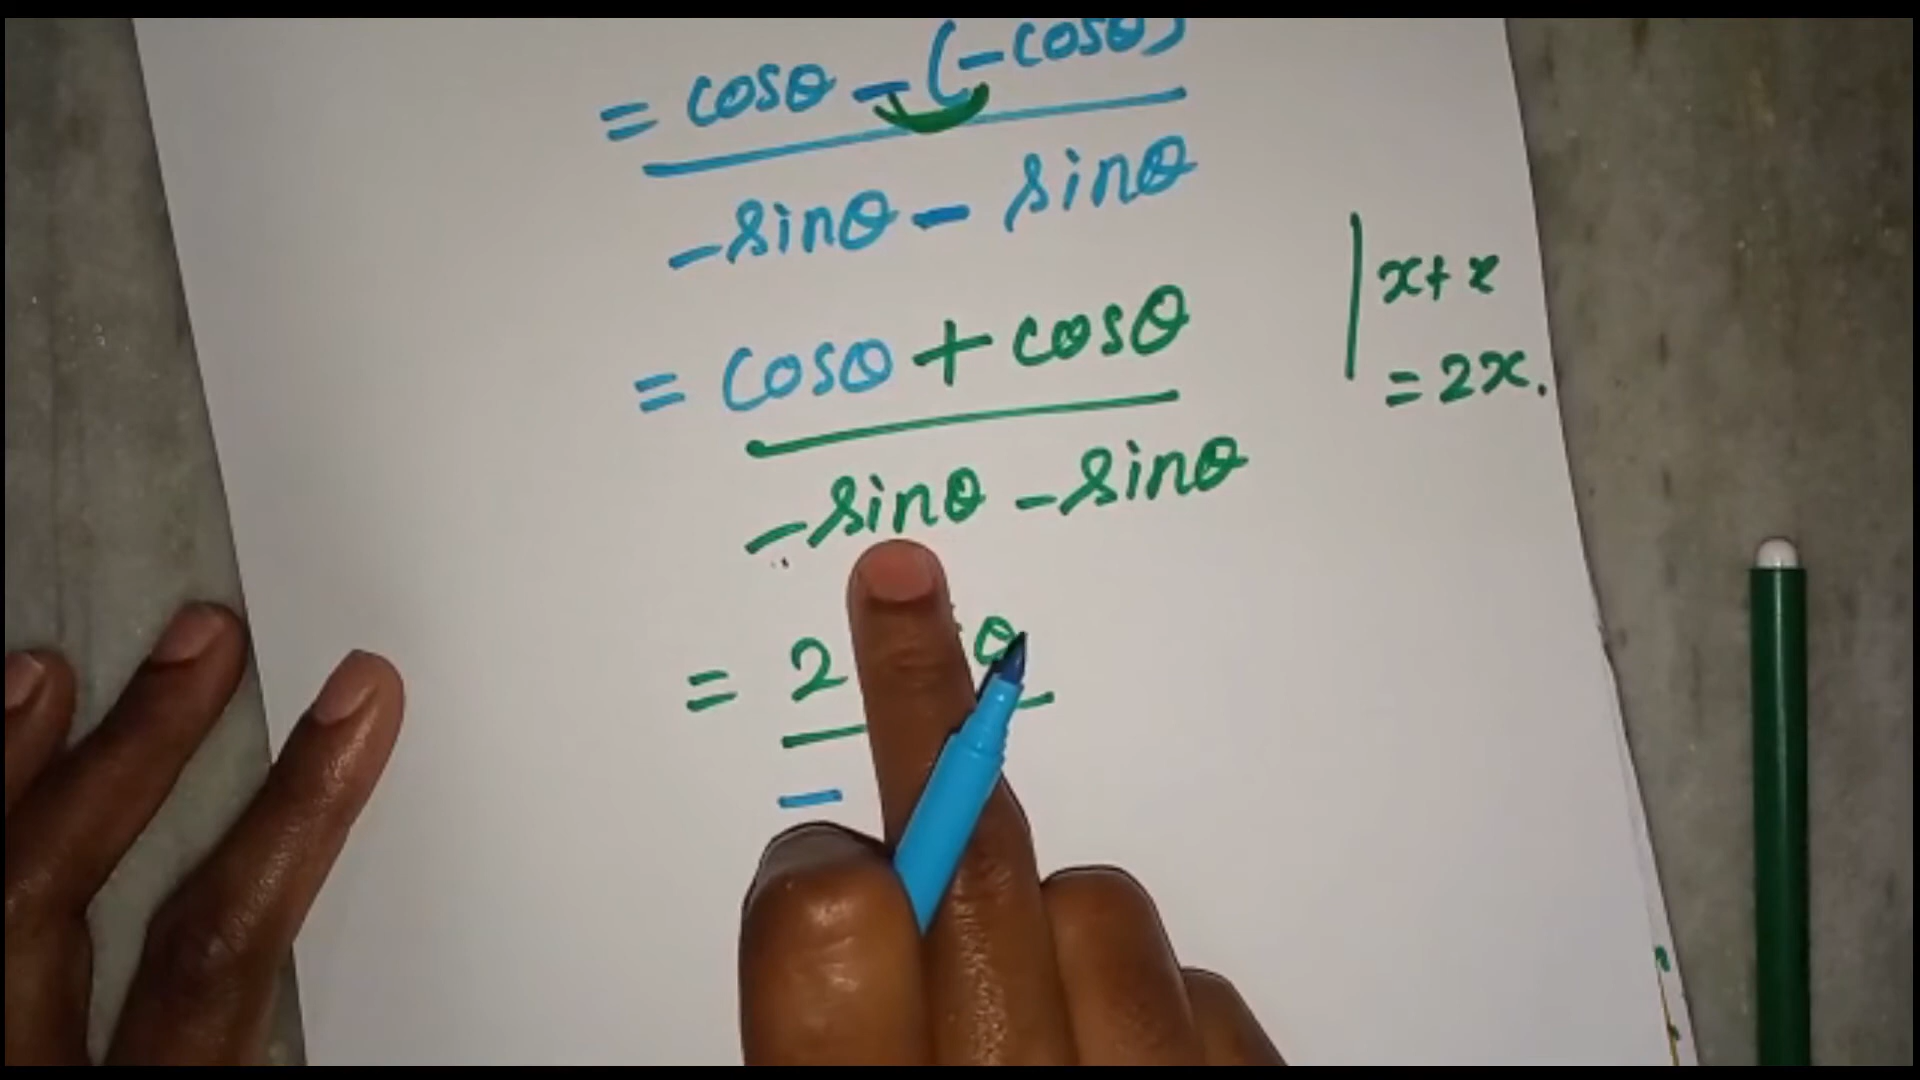 = cosθ - (-cosθ)
-sinθ - sinθ
= cosθ + cosθ
-sinθ - sinθ
x + x
= 2x.
= 2 θ
-